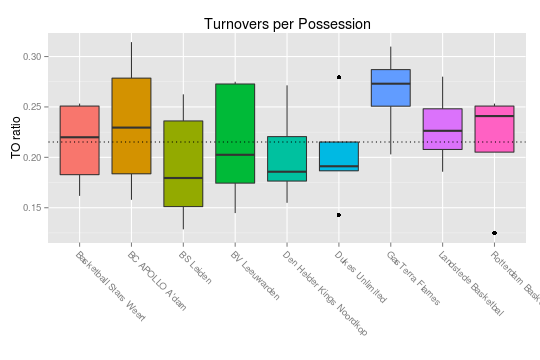 Turnovers per Possession
TO ratio
0.30
0.25
0.20
0.15
Basketball Stars Weert
BC APOLLO A'dam
BS Leiden
BV Leeuwarden
Den Helder Kings Noordkop
Dukes Unlimited
GasTerra Flames
Landstede Basketbal
Rotterdam Bask